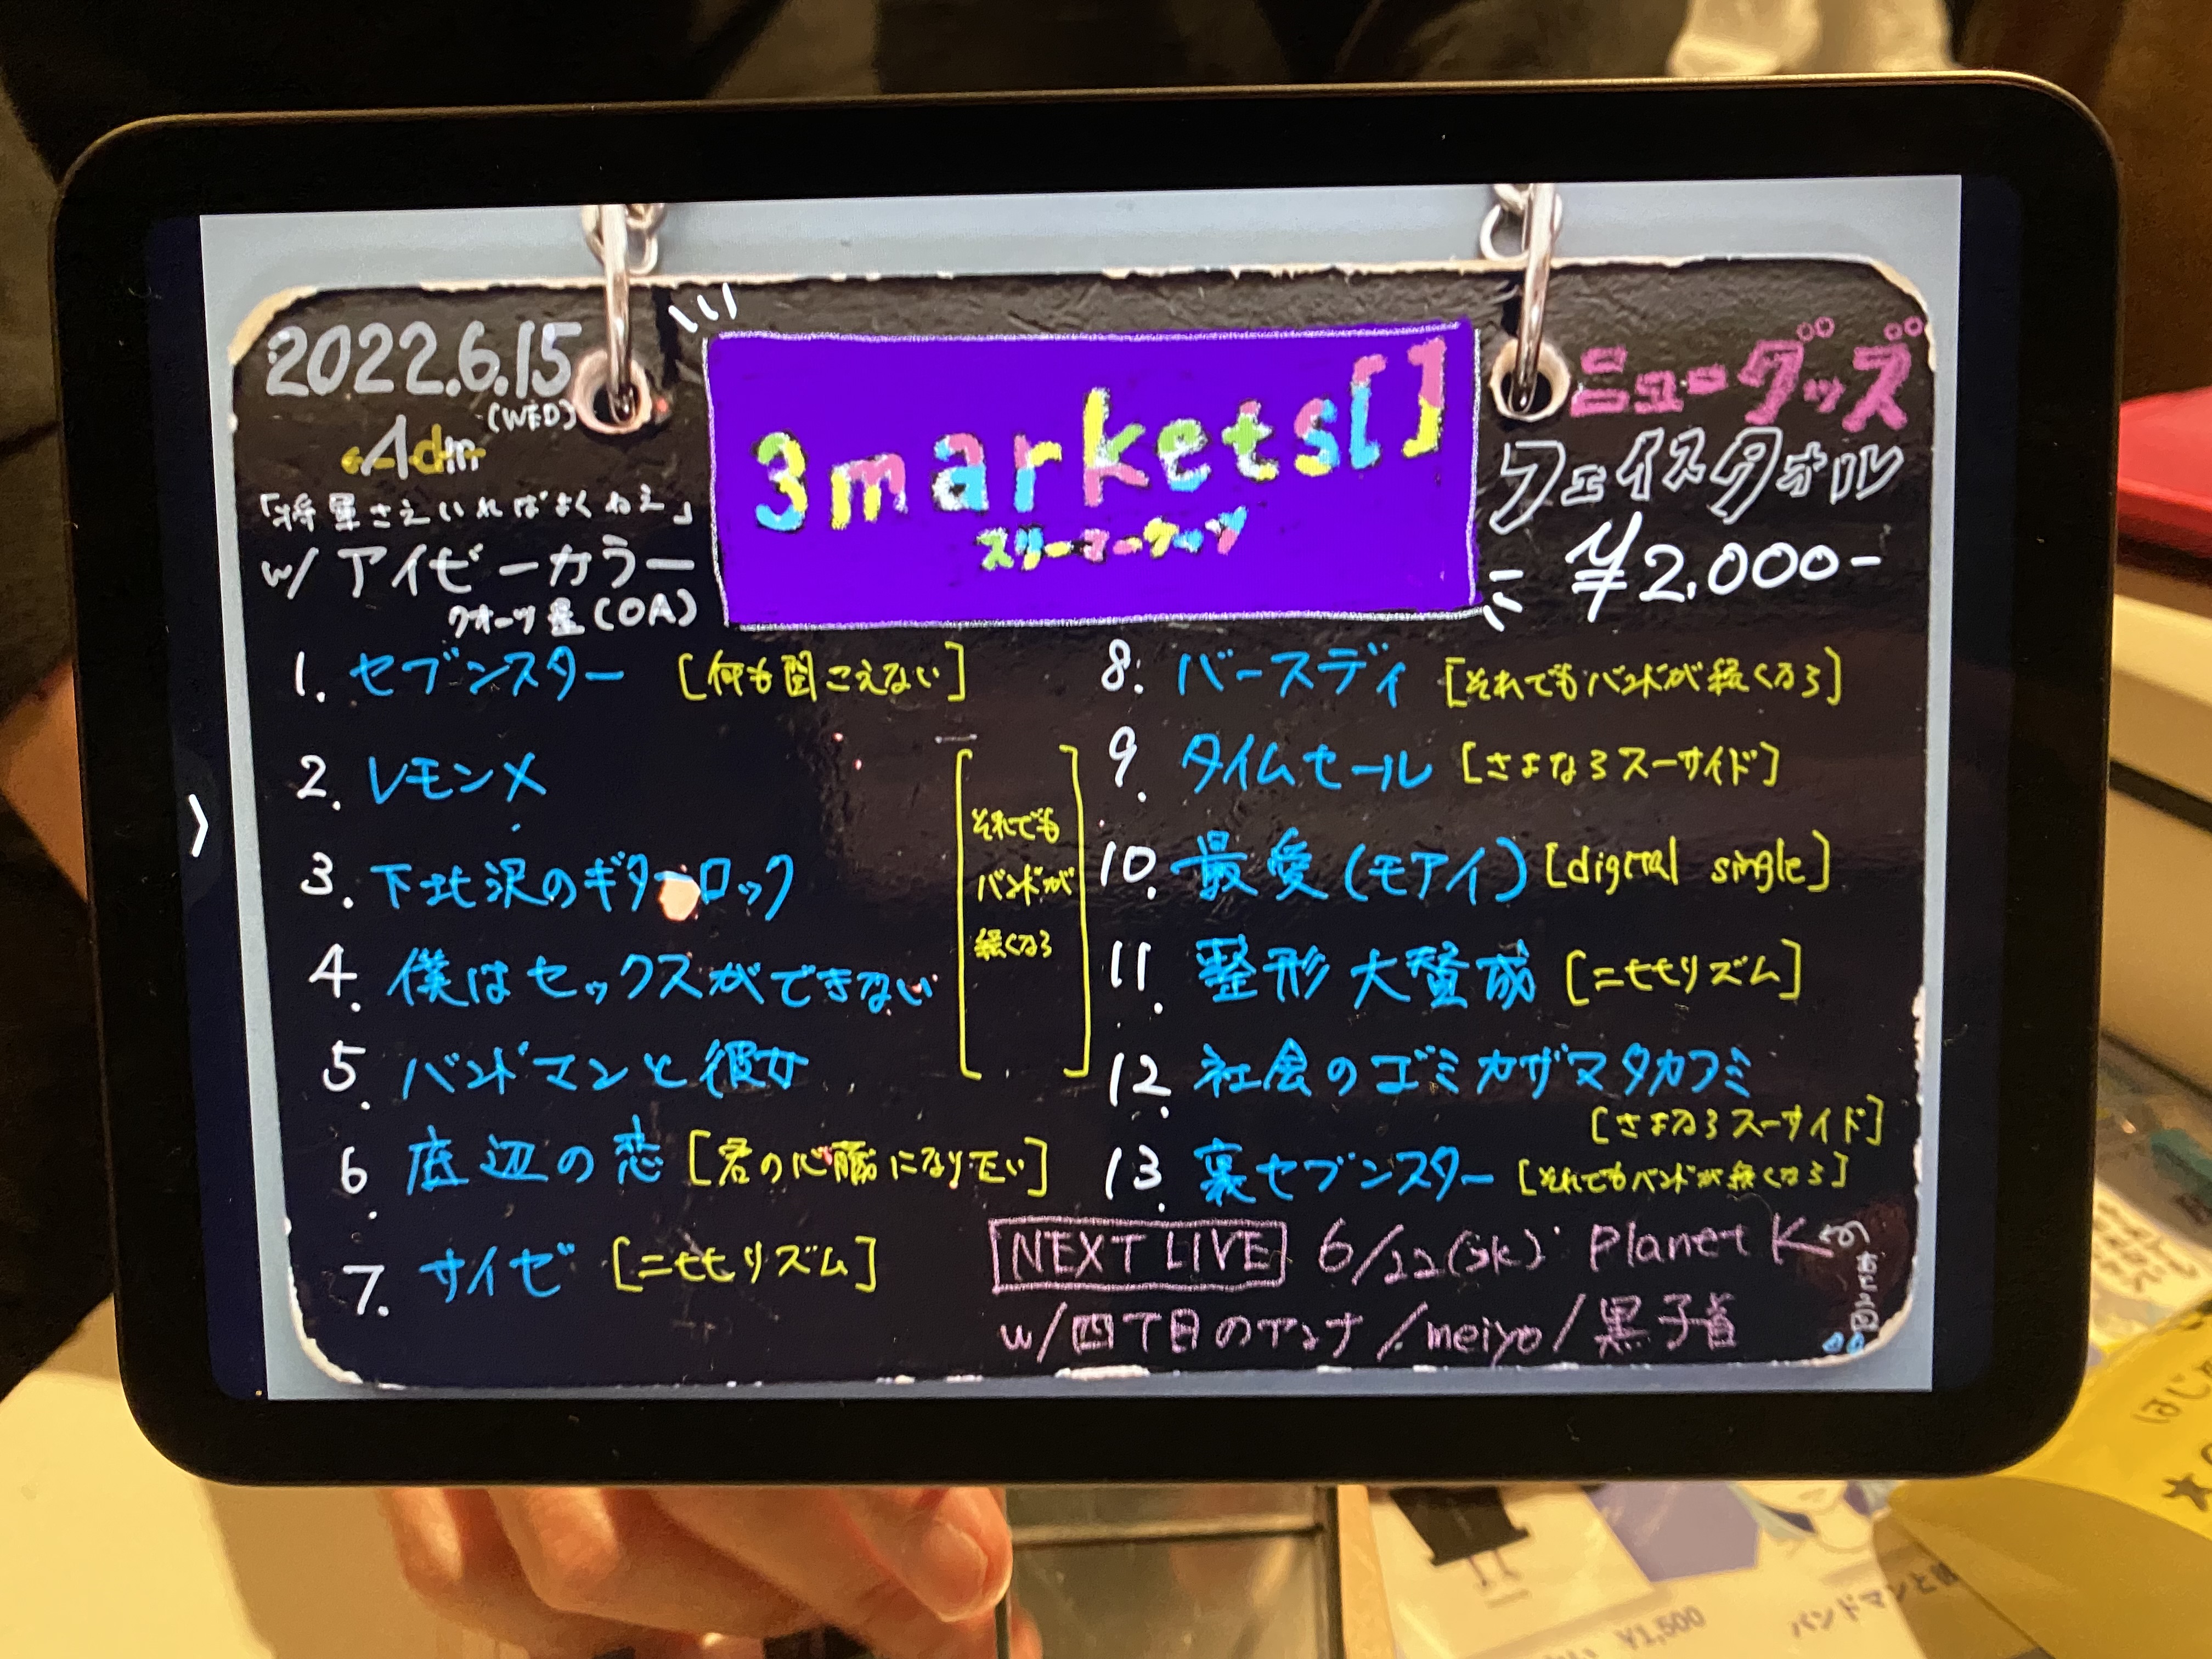 2022.6.15
(WED)
「将軍さえいればよくねえ」
w/ アイビーカラー
クオーツ星(OA)
3markets[]
スリーマーケッツ
ニューグッズ
フェイスタオル
¥2,000-
1. セブンスター [何も聞こえない]
2. レモン×
3. 下北沢のギターロック
4. 僕はセックスができない
5. バンドマンと彼女
[それでも
バンドが
続くなら]
6. 底辺の恋 [君の心臓になりたい]
7. サイゼ [ニセモリズム]
8. バースデイ [それでもバンドが続くなら]
9. タイムセール [さよならスーサイド]
10. 最愛(モアイ) [digital single]
11. 整形大賛成 [ニセモリズム]
12. 社会のゴミカザマタカフミ
[さよならスーサイド]
13. 裏セブンスター [それでもバンドが続くなら]
NEXT LIVE 6/22(水) Planet K
w/四丁目のアンナ/meiyo/黒子首
¥1,500
バンドマンと